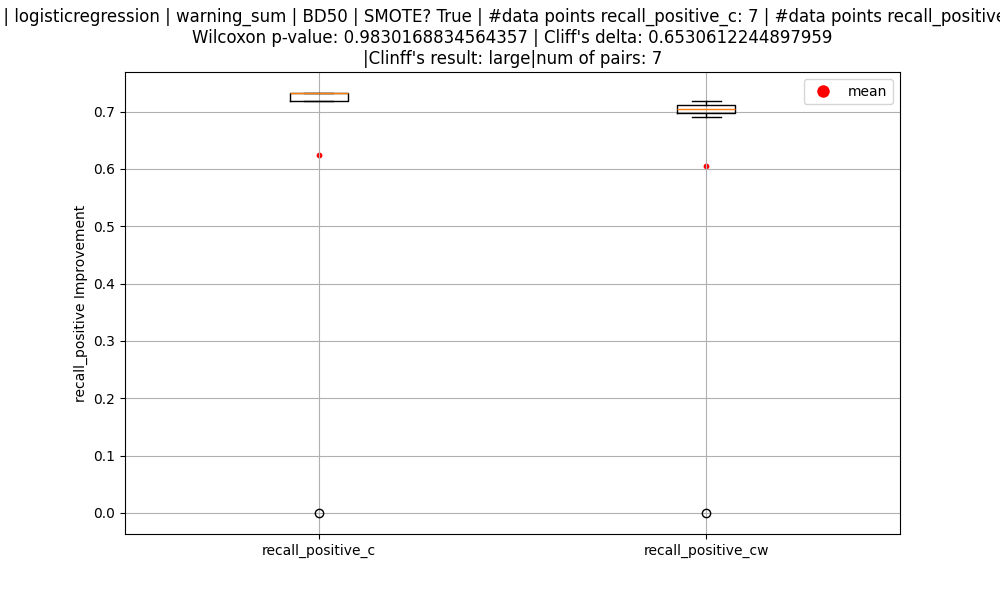 | logisticregression | warning_sum | BD50 | SMOTE? True | #data points recall_positive_c: 7 | #data points recall_positive
Wilcoxon p-value: 0.9830168834564357 | Cliff's delta: 0.6530612244897959
|Clinff's result: large|num of pairs: 7
mean
0.7
0.6
0.5
0.4
0.3
0.2
0.1
0.0
recall_positive Improvement
recall_positive_c
recall_positive_cw